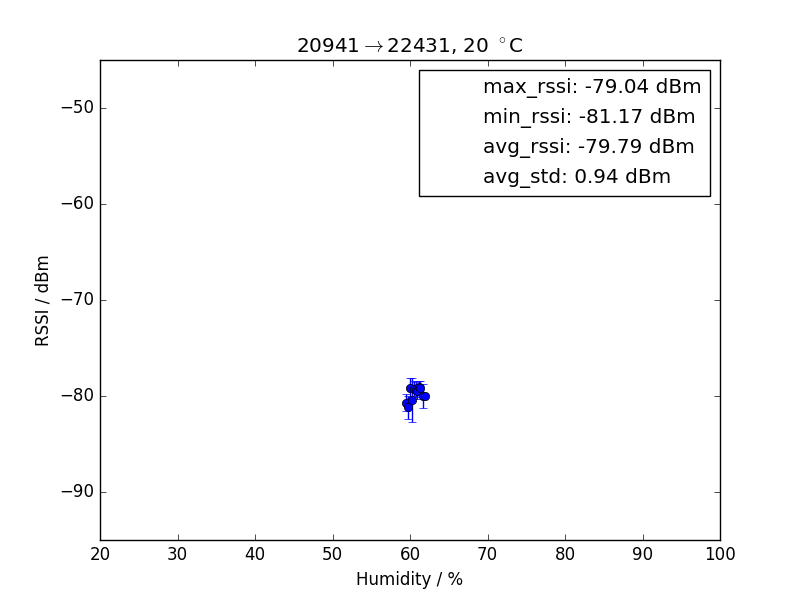 20941→22431, 20 °C
max_rssi: -79.04 dBm
min_rssi: -81.17 dBm
avg_rssi: -79.79 dBm
avg_std: 0.94 dBm
RSSI / dBm
−50
−60
−70
−80
−90
20 30 40 50 60 70 80 90 100
Humidity / %